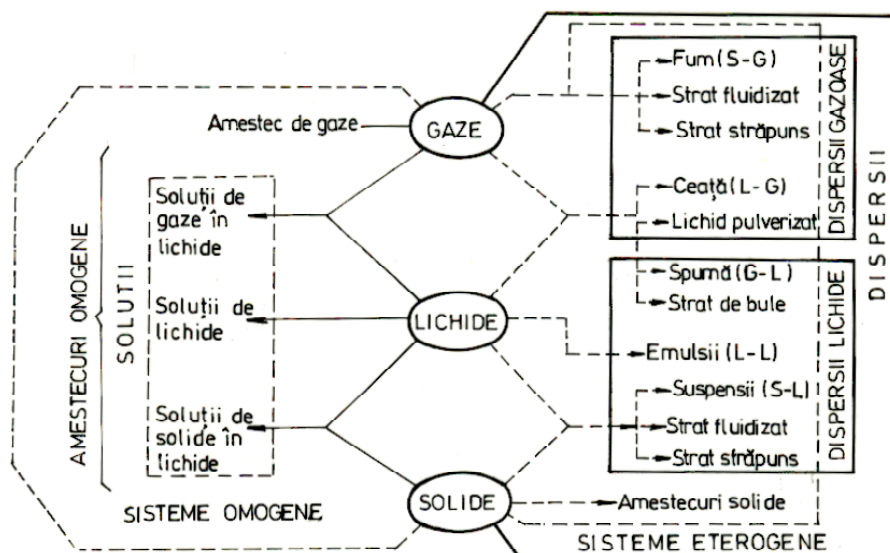 Amestec de gaze
GAZE
Fum (S-G)
Strat fluidizat
Strat străpuns
Ceață (L-G)
Lichid pulverizat
DISPERSII GAZOASE
DISPERSII
Soluții de
gaze în
lichide
Soluții de
lichide
Soluții de
solide în
lichide
AMESTECURI OMOGENE
SOLUTII
LICHIDE
Spumă (G-L)
Strat de bule
Emulsii (L-L)
Suspensii (S-L)
Strat fluidizat
Strat străpuns
DISPERSII LICHIDE
SOLIDE
Amestecuri solide
SISTEME OMOGENE
SISTEME ETEROGENE